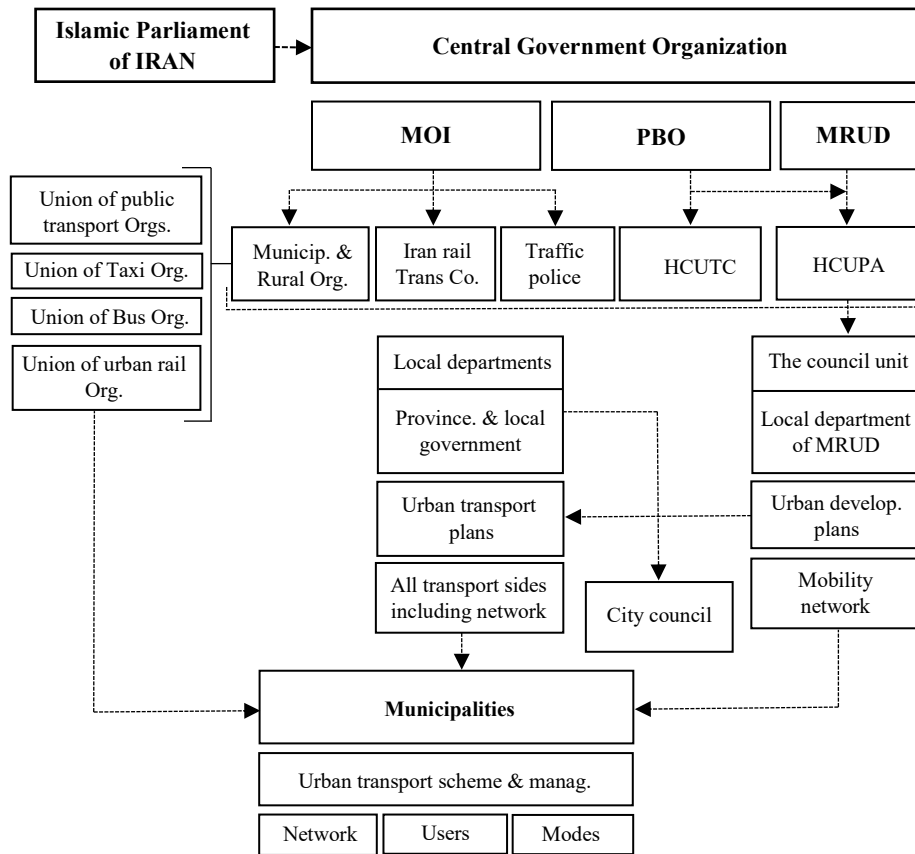 Islamic Parliament
of IRAN
Central Government Organization
MOI
PBO
MRUD
Union of public
transport Orgs.
Union of Taxi Org.
Union of Bus Org.
Union of urban rail
Org.
Municip. &
Rural Org.
Iran rail
Trans Co.
Traffic
police
HCUTC
HCUPA
Local departments
Province. & local
government
The council unit
Local department
of MRUD
Urban transport
plans
Urban develop.
plans
All transport sides
including network
City council
Mobility
network
Municipalities
Urban transport scheme & manag.
Network
Users
Modes